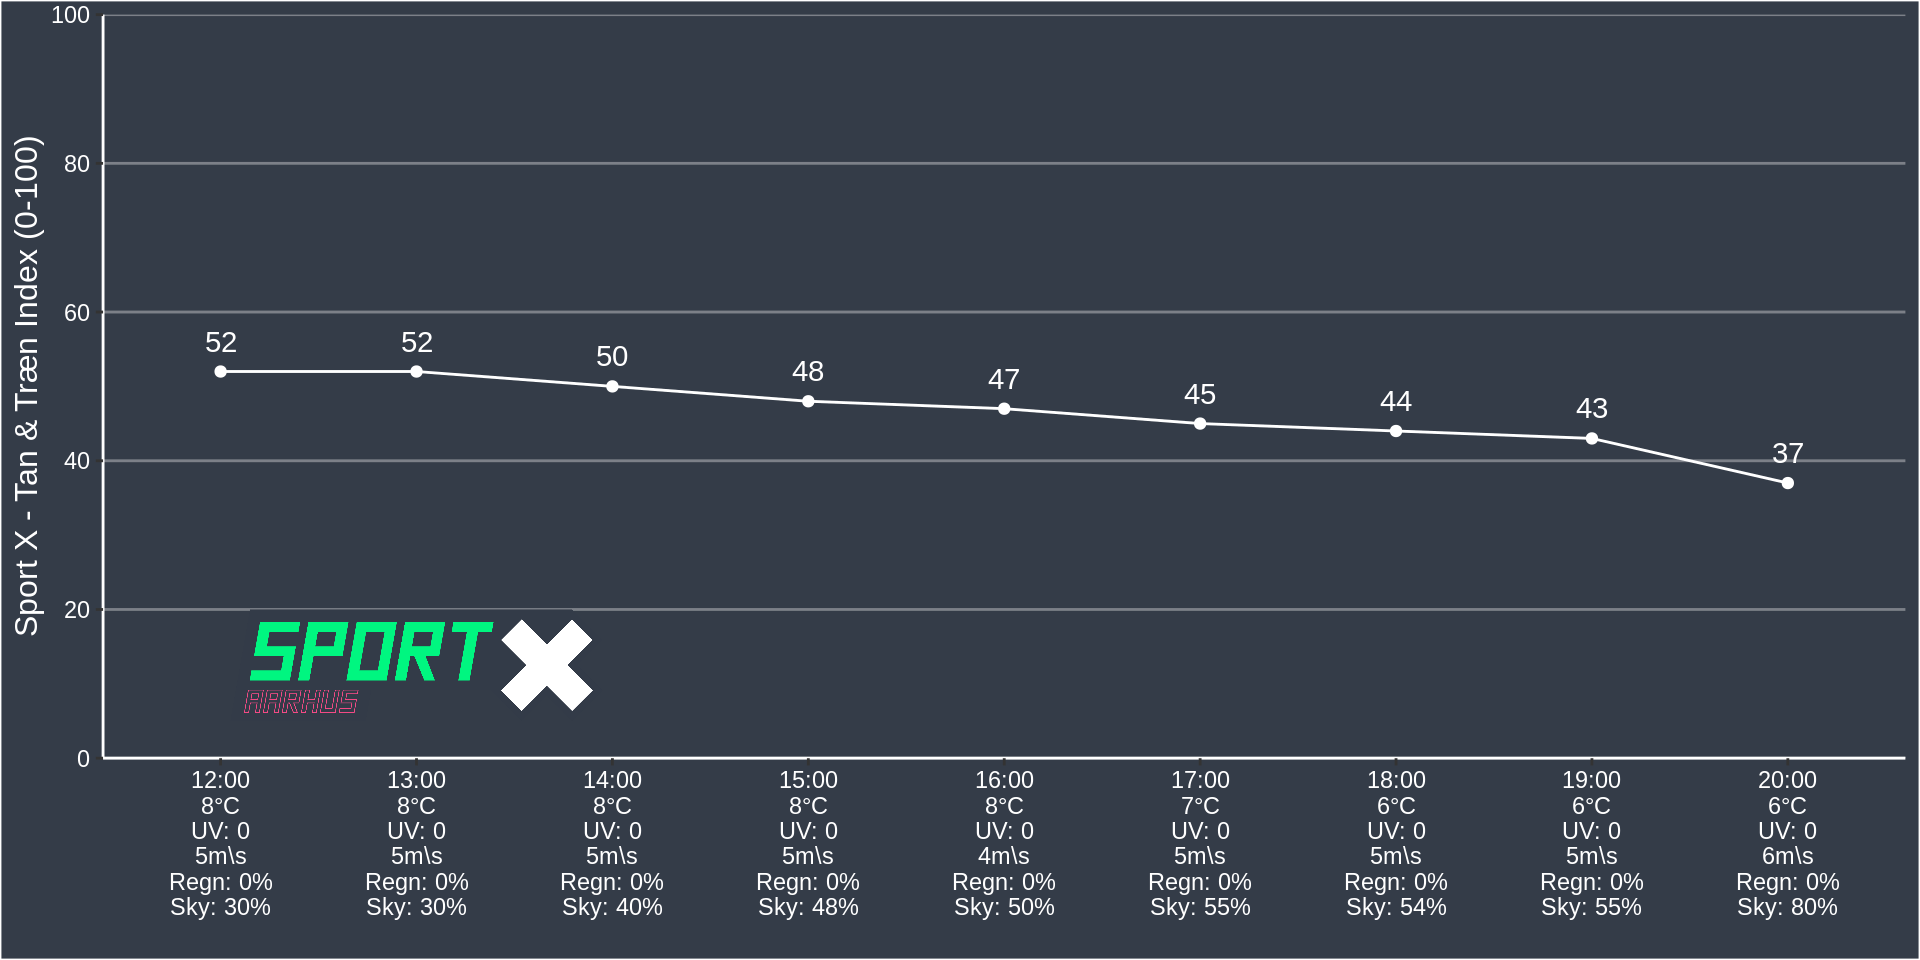 Sport X - Tan & Træn Index (0-100)
100
80
60
40
20
0
52
52
50
48
47
45
44
43
37
SPORT X
AARHUS
12:00 13:00 14:00 15:00 16:00 17:00 18:00 19:00 20:00
8°C 8°C 8°C 8°C 8°C 7°C 6°C 6°C 6°C
UV: 0 UV: 0 UV: 0 UV: 0 UV: 0 UV: 0 UV: 0 UV: 0 UV: 0
5m\s 5m\s 5m\s 5m\s 4m\s 5m\s 5m\s 5m\s 6m\s
Regn: 0% Regn: 0% Regn: 0% Regn: 0% Regn: 0% Regn: 0% Regn: 0% Regn: 0% Regn: 0%
Sky: 30% Sky: 30% Sky: 40% Sky: 48% Sky: 50% Sky: 55% Sky: 54% Sky: 55% Sky: 80%